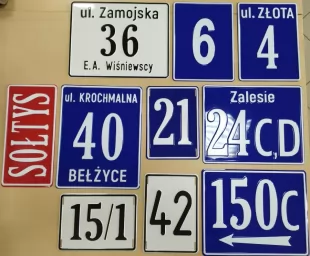 ul. Zamojska
36
E.A. Wiśniewscy
6
ul. ZŁOTA
4
SOŁTYS
ul. KROCHMALNA
40
BEŁŻYCE
21
Zalesie
24C,D
15/1
42
150c